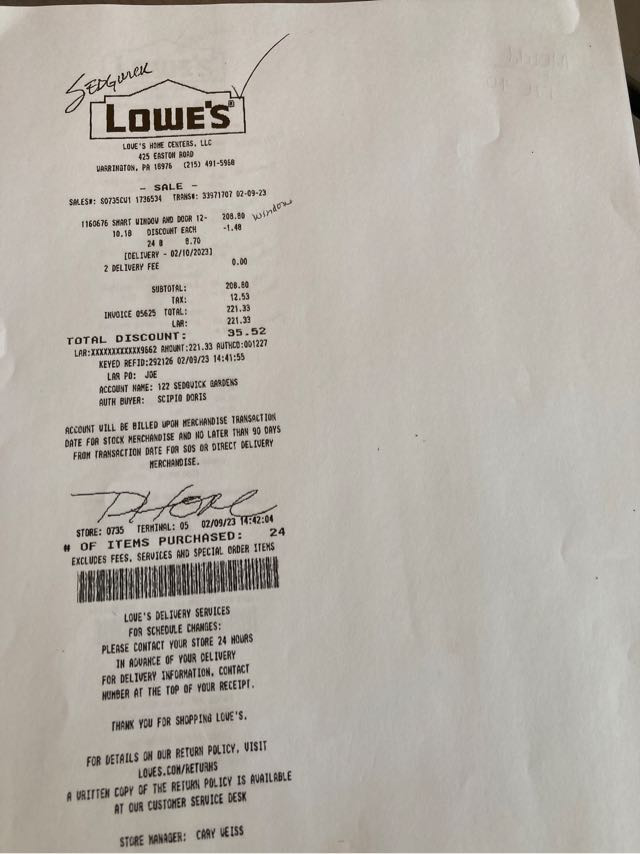 SEDGWICK
LOWE'S®
LOWE'S HOME CENTERS, LLC
425 EASTON ROAD
WARRINGTON, PA 18976 (215) 491-5968
- SALE -
SALES#: S0735CW1 1736534 TRANS#: 33971707 02-09-23
1160676 SMART WINDOW AND DOOR 12- 208.80 window
10.18 DISCOUNT EACH -1.48
24 @ 8.70
[DELIVERY - 02/10/2023]
2 DELIVERY FEE 0.00
SUBTOTAL: 208.80
TAX: 12.53
INVOICE 05625 TOTAL: 221.33
LAR: 221.33
TOTAL DISCOUNT: 35.52
LAR:XXXXXXXXXXXX9662 AMOUNT:221.33 AUTHCD:001227
KEYED REFID:292126 02/09/23 14:41:55
LAR PO: JOE
ACCOUNT NAME: 122 SEDGWICK GARDENS
AUTH BUYER: SCIPIO DORIS
ACCOUNT WILL BE BILLED UPON MERCHANDISE TRANSACTION
DATE FOR STOCK MERCHANDISE AND NO LATER THAN 90 DAYS
FROM TRANSACTION DATE FOR SOS OR DIRECT DELIVERY
MERCHANDISE.
STORE: 0735 TERMINAL: 05 02/09/23 14:42:04
# OF ITEMS PURCHASED: 24
EXCLUDES FEES, SERVICES AND SPECIAL ORDER ITEMS
LOWE'S DELIVERY SERVICES
FOR SCHEDULE CHANGES:
PLEASE CONTACT YOUR STORE 24 HOURS
IN ADVANCE OF YOUR DELIVERY
FOR DELIVERY INFORMATION, CONTACT
NUMBER AT THE TOP OF YOUR RECEIPT.
THANK YOU FOR SHOPPING LOWE'S.
FOR DETAILS ON OUR RETURN POLICY, VISIT
LOWES.COM/RETURNS
A WRITTEN COPY OF THE RETURN POLICY IS AVAILABLE
AT OUR CUSTOMER SERVICE DESK
STORE MANAGER: CARY WEISS